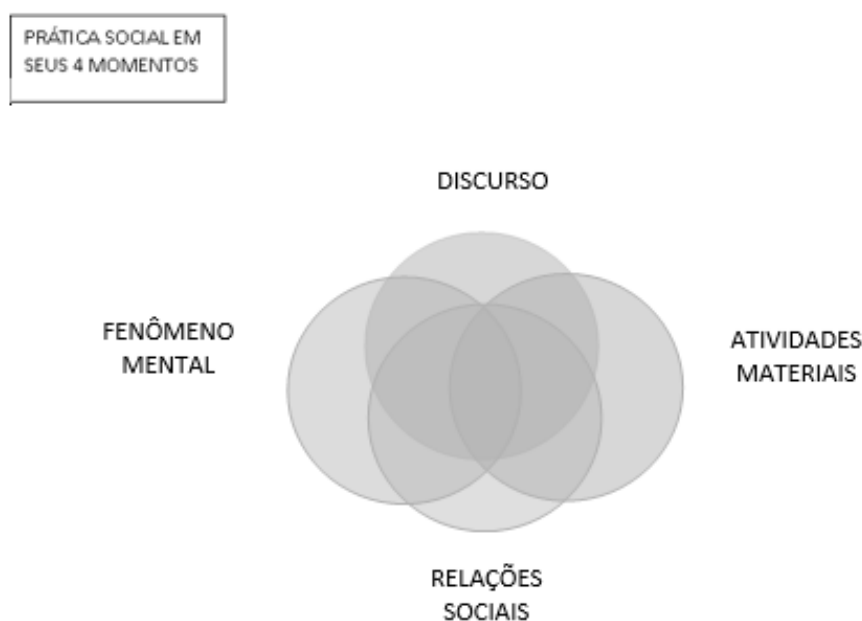 PRÁTICA SOCIAL EM
SEUS 4 MOMENTOS
DISCURSO
FENÔMENO
MENTAL
ATIVIDADES
MATERIAIS
RELAÇÕES
SOCIAIS